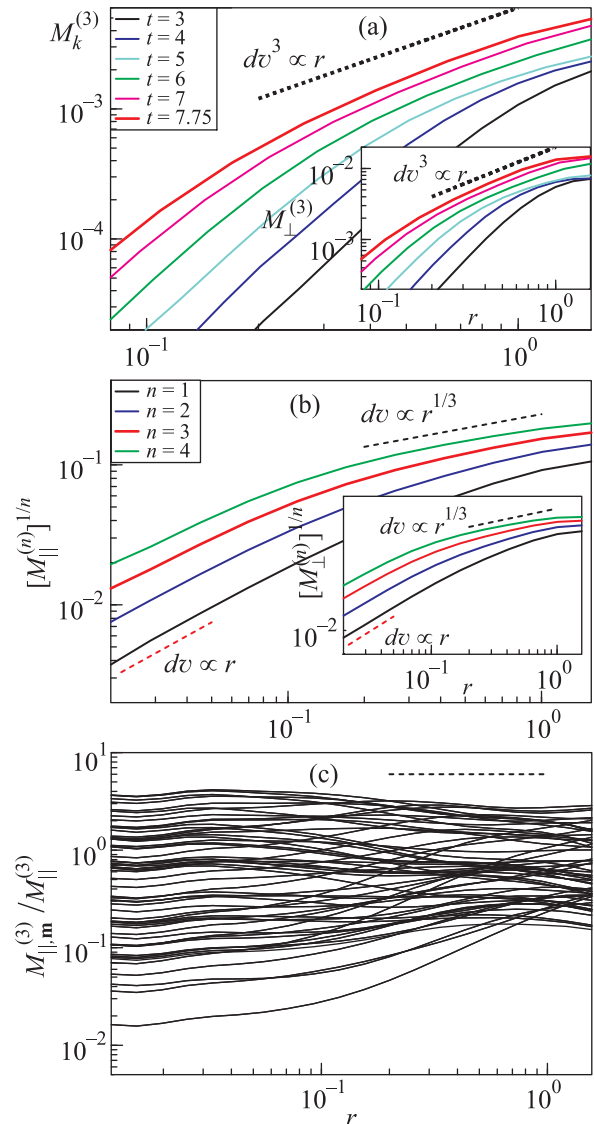 M_k^(3)
(a)
t = 3
t = 4
t = 5
t = 6
t = 7
t = 7.75
dv^3 ∝ r
10^-3
10^-4
10^-1
10^0
M_⊥^(3)
dv^3 ∝ r
10^-2
10^-3
10^-1
r
10^0
(b)
n = 1
n = 2
n = 3
n = 4
dv ∝ r^1/3
[M_||^(n)]^1/n
10^-1
10^-2
dv ∝ r
10^-1
10^0
[M_⊥^(n)]^1/n
dv ∝ r^1/3
10^-2
dv ∝ r
10^-1
r
10^0
(c)
M_||,m^(3) / M_||^(3)
10^1
10^0
10^-1
10^-2
10^-1
r
10^0